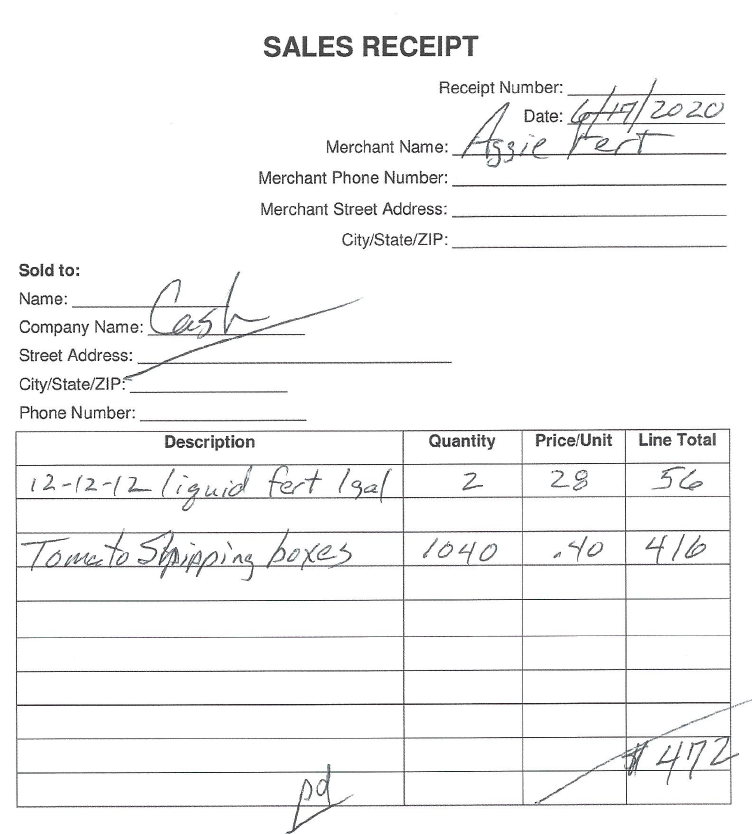 SALES RECEIPT
Receipt Number:
Date: 6/17/2020
Merchant Name: Aggie Fert
Merchant Phone Number:
Merchant Street Address:
City/State/ZIP:
Sold to:
Name:
Company Name: Cash
Street Address:
City/State/ZIP:
Phone Number:
Description Quantity Price/Unit Line Total
12-12-12 liquid fert 1gal 2 28 56
Tomato Shipping boxes 1040 .40 416
$472
pd